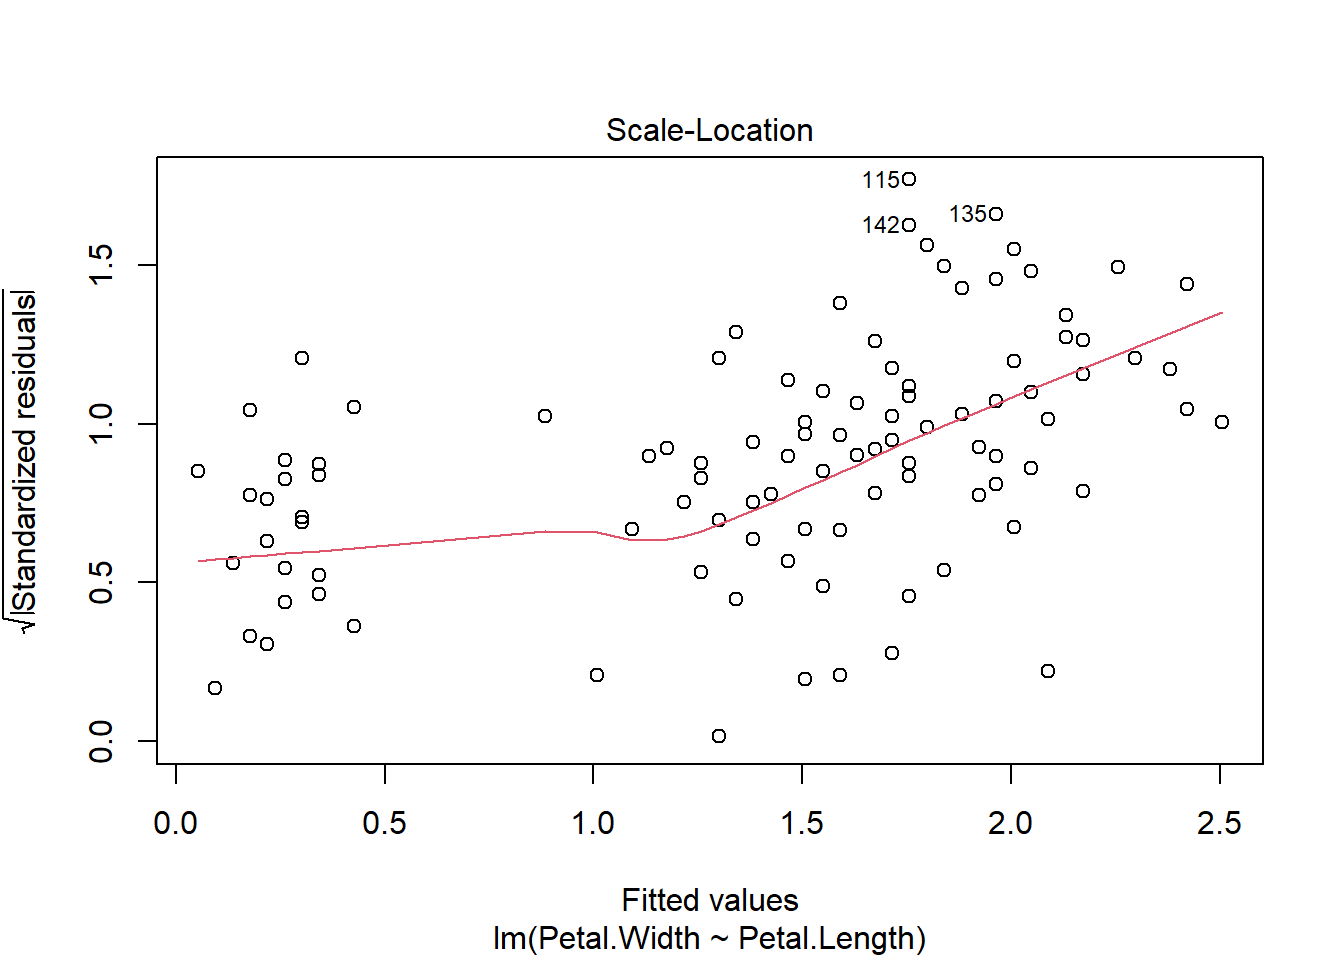 Scale-Location
115
135
142
√|Standardized residuals|
1.5
1.0
0.5
0.0
0.0 0.5 1.0 1.5 2.0 2.5
Fitted values
lm(Petal.Width ~ Petal.Length)